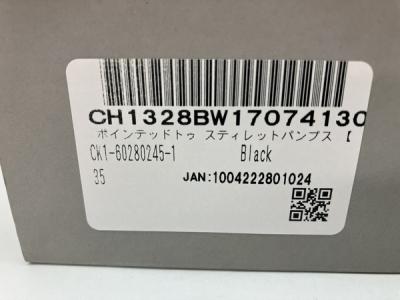 CH1328BW17074130
ポインテッドトゥ スティレットパンプス 【
CK1-60280245-1 Black
35 JAN:1004222801024